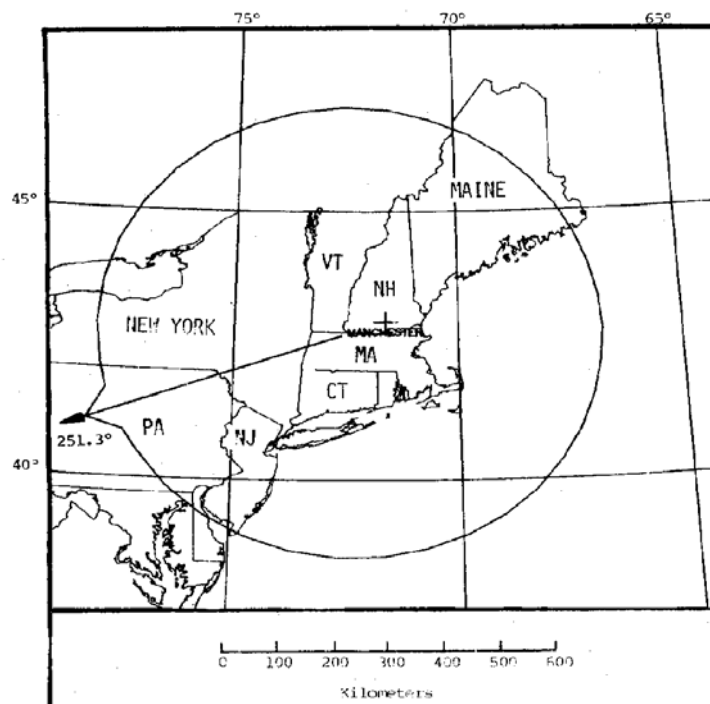 75° 70° 65°
45°
MAINE
VT
NH
NEW YORK
MANCHESTER
MA
CT
PA
NJ
251.3°
40°
0 100 200 300 400 500 600
Kilometers